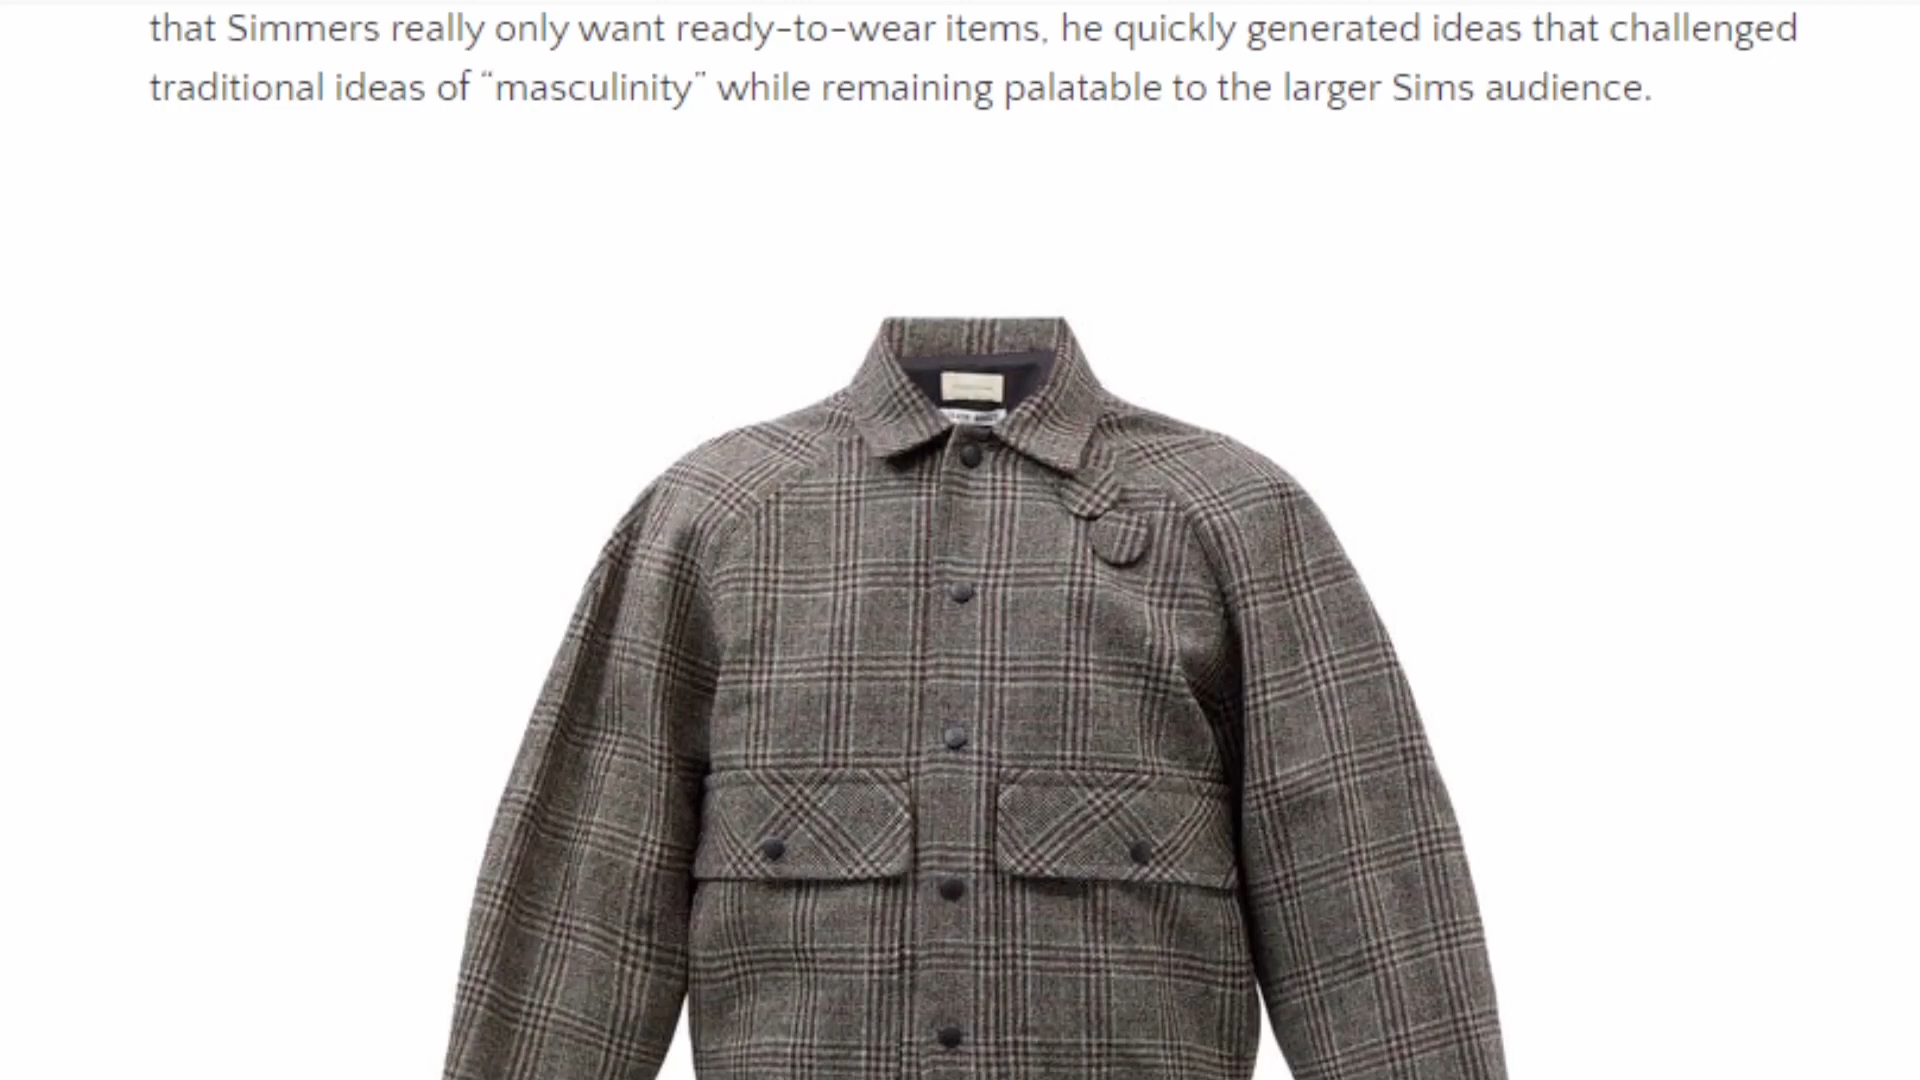 that Simmers really only want ready-to-wear items, he quickly generated ideas that challenged
traditional ideas of “masculinity” while remaining palatable to the larger Sims audience.